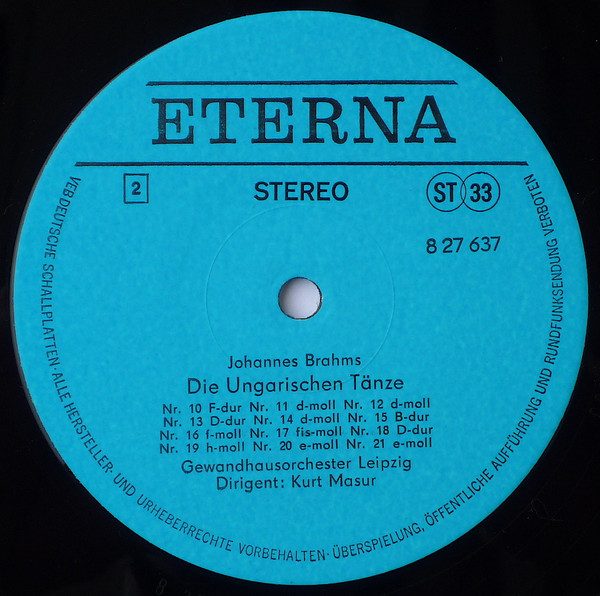 ETERNA
2 STEREO ST 33
8 27 637
Johannes Brahms
Die Ungarischen Tänze
Nr. 10 F-dur Nr. 11 d-moll Nr. 12 d-moll
Nr. 13 D-dur Nr. 14 d-moll Nr. 15 B-dur
Nr. 16 f-moll Nr. 17 fis-moll Nr. 18 D-dur
Nr. 19 h-moll Nr. 20 e-moll Nr. 21 e-moll
Gewandhausorchester Leipzig
Dirigent: Kurt Masur
VEB DEUTSCHE SCHALLPLATTEN · ALLE HERSTELLER- UND URHEBERRECHTE VORBEHALTEN · ÜBERSPIELUNG, ÖFFENTLICHE AUFFÜHRUNG UND RUNDFUNKSENDUNG VERBOTEN